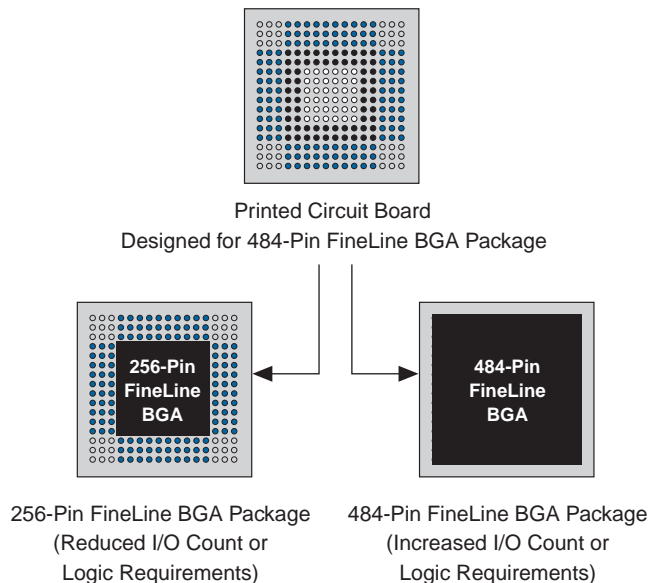 Printed Circuit Board
Designed for 484-Pin FineLine BGA Package
256-Pin
FineLine
BGA
484-Pin
FineLine
BGA
256-Pin FineLine BGA Package
(Reduced I/O Count or
Logic Requirements)
484-Pin FineLine BGA Package
(Increased I/O Count or
Logic Requirements)